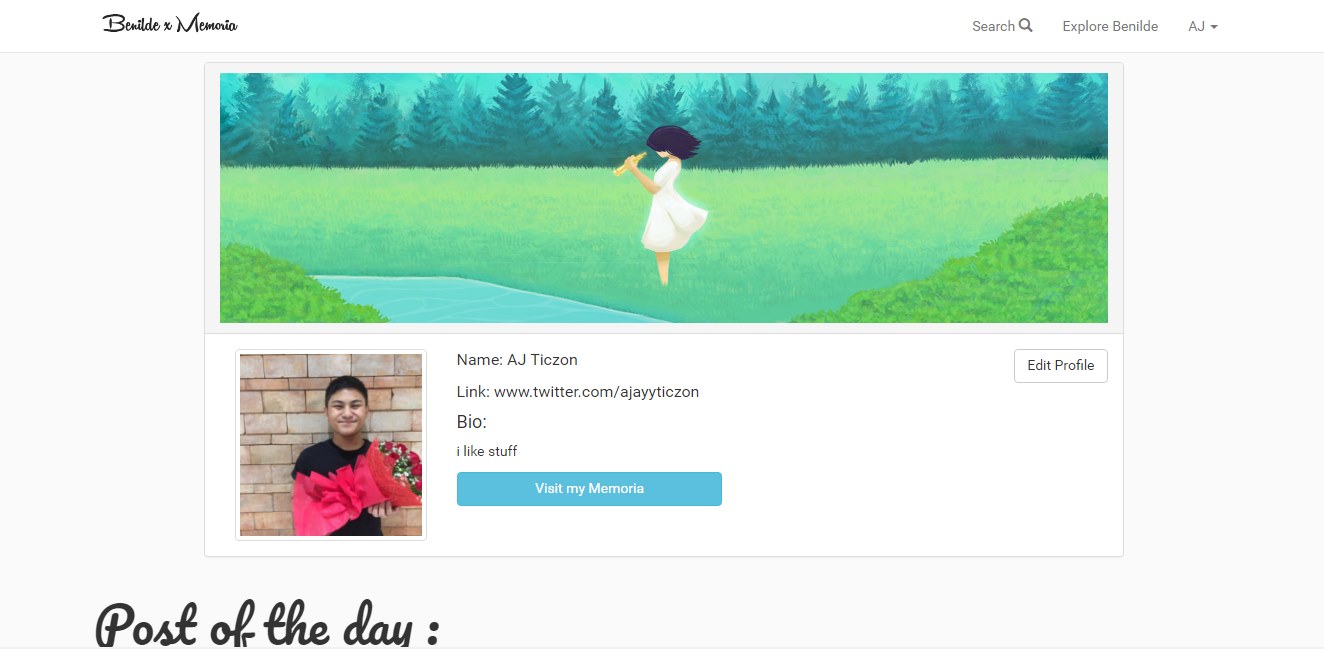 Benilde x Memoria
Search
Explore Benilde
AJ
Name: AJ Ticzon
Edit Profile
Link: www.twitter.com/ajayyticzon
Bio:
i like stuff
Visit my Memoria
Post of the day :